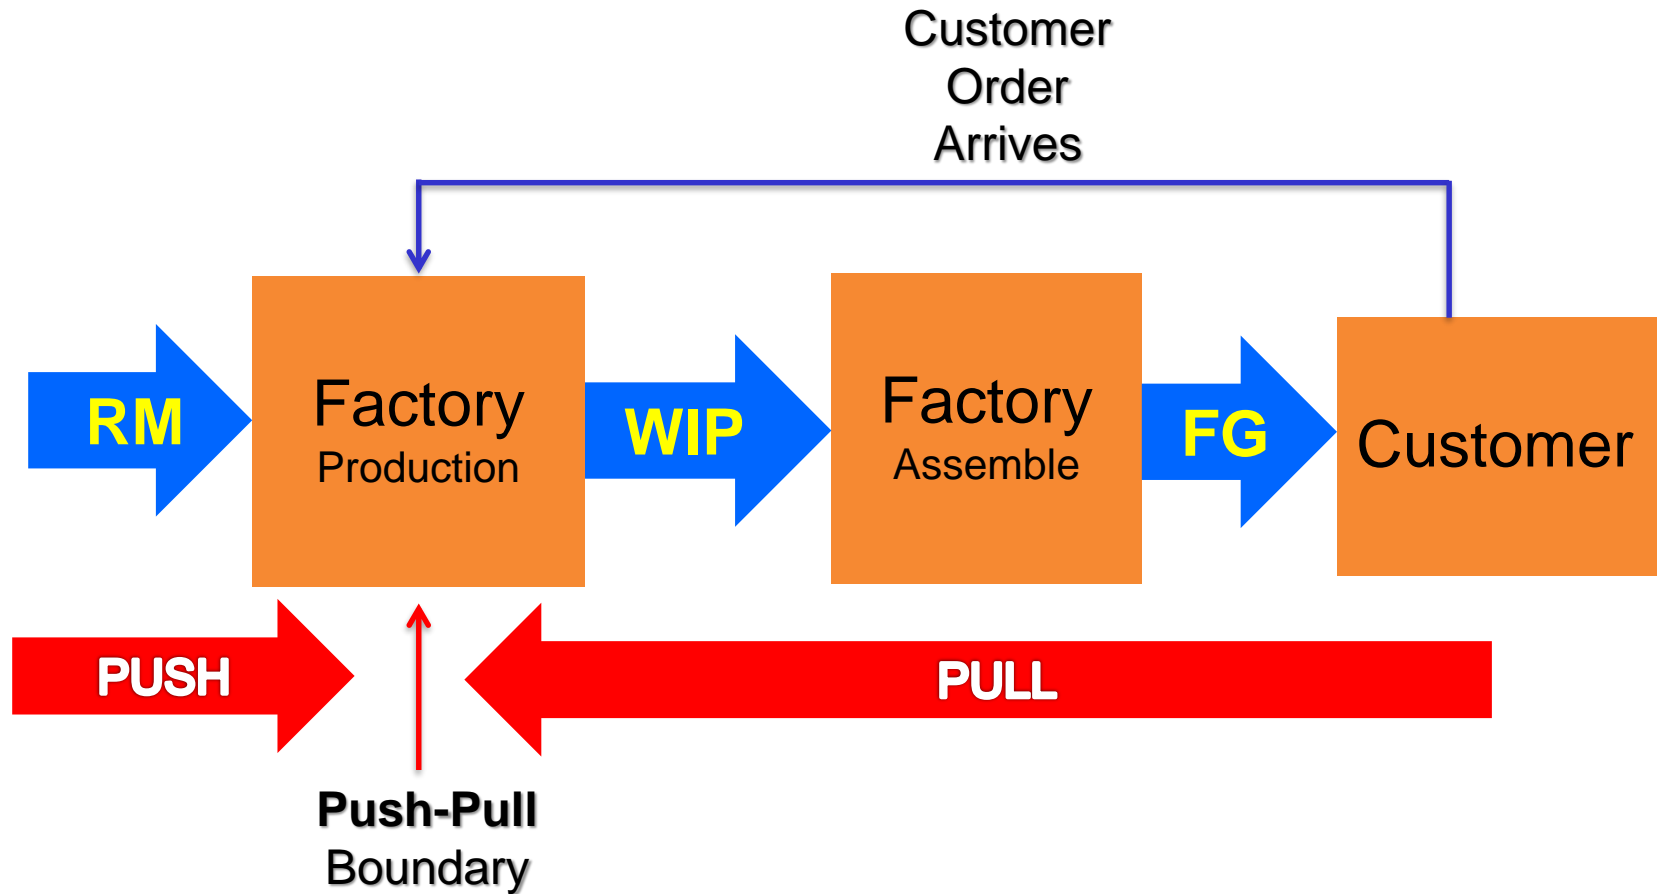 Customer
Order
Arrives
RM
Factory
Production
WIP
Factory
Assemble
FG
Customer
PUSH
PULL
Push-Pull
Boundary